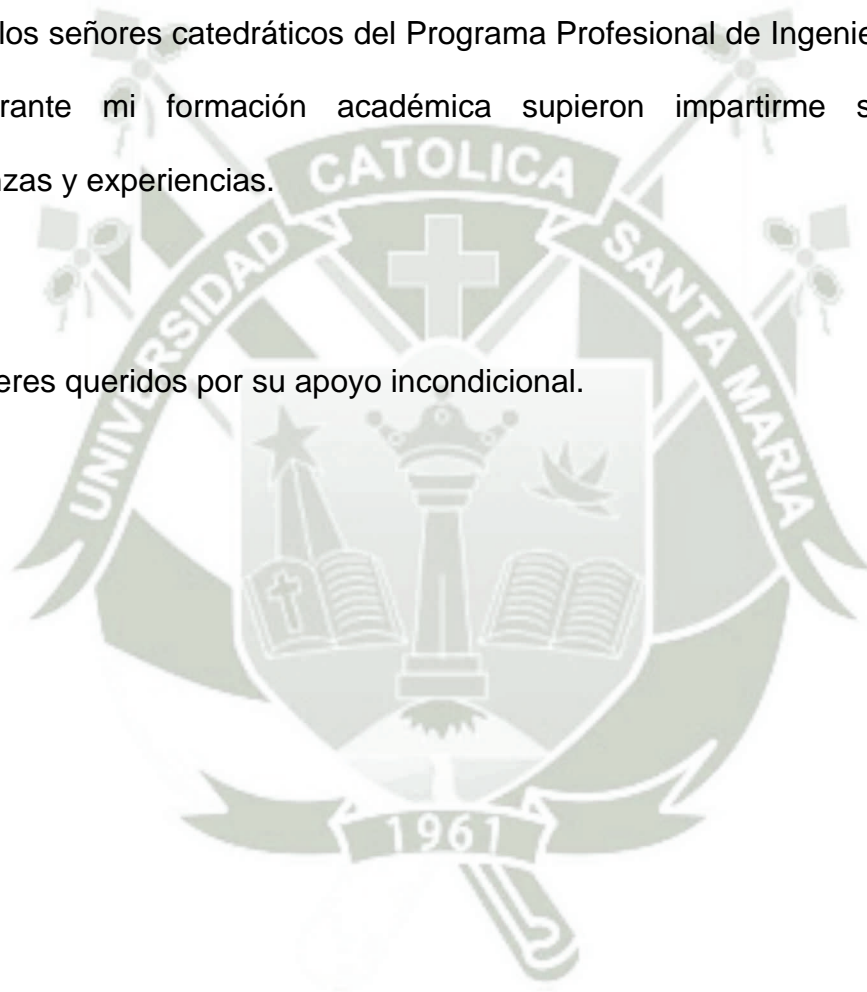 los señores catedráticos del Programa Profesional de Ingenie
rante mi formación académica supieron impartirme s
nzas y experiencias.
eres queridos por su apoyo incondicional.
UNIVERSIDAD CATOLICA SANTA MARIA
1961